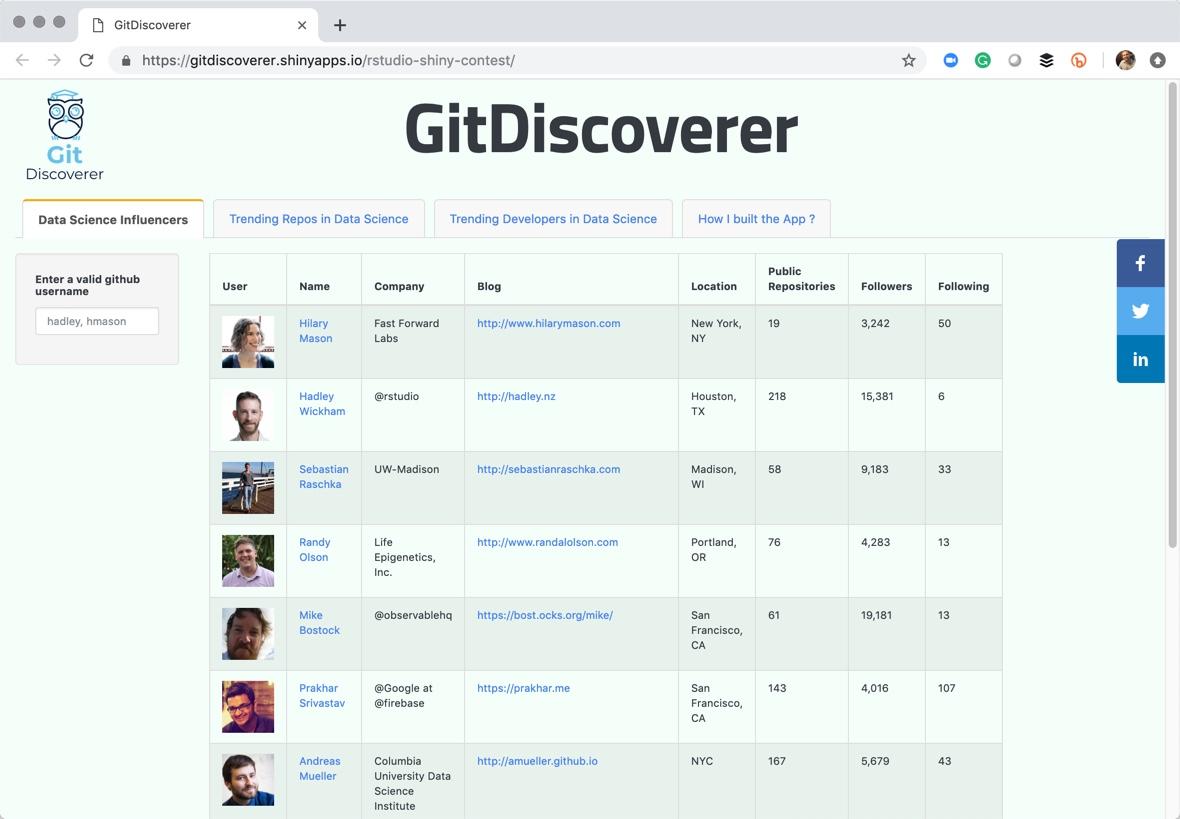 GitDiscoverer
https://gitdiscoverer.shinyapps.io/rstudio-shiny-contest/
Git
Discoverer
GitDiscoverer
Data Science Influencers
Trending Repos in Data Science
Trending Developers in Data Science
How I built the App ?
Enter a valid github
username
hadley, hmason
User
Name
Company
Blog
Location
Public
Repositories
Followers
Following
Hilary
Mason
Fast Forward
Labs
http://www.hilarymason.com
New York,
NY
19
3,242
50
Hadley
Wickham
@rstudio
http://hadley.nz
Houston,
TX
218
15,381
6
Sebastian
Raschka
UW-Madison
http://sebastianraschka.com
Madison,
WI
58
9,183
33
Randy
Olson
Life
Epigenetics,
Inc.
http://www.randalolson.com
Portland,
OR
76
4,283
13
Mike
Bostock
@observablehq
https://bost.ocks.org/mike/
San
Francisco,
CA
61
19,181
13
Prakhar
Srivastav
@Google at
@firebase
https://prakhar.me
San
Francisco,
CA
143
4,016
107
Andreas
Mueller
Columbia
University Data
Science
Institute
http://amueller.github.io
NYC
167
5,679
43
f
in